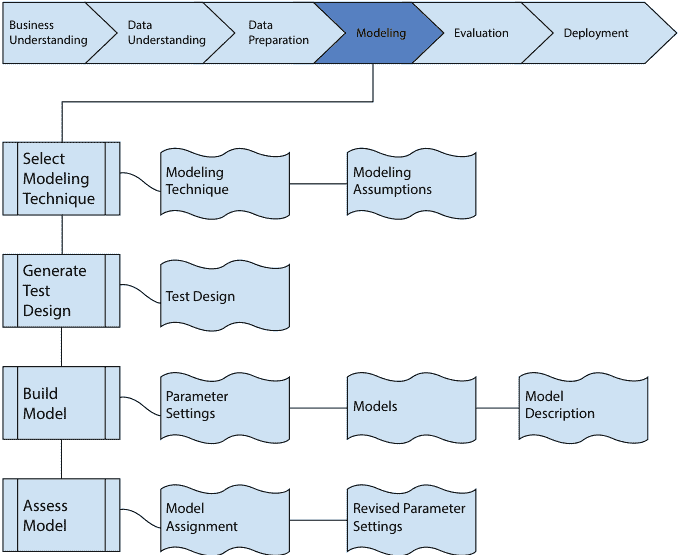 Business
Understanding
Data
Understanding
Data
Preparation
Modeling
Evaluation
Deployment
Select
Modeling
Technique
Modeling
Technique
Modeling
Assumptions
Generate
Test
Design
Test Design
Build
Model
Parameter
Settings
Models
Model
Description
Assess
Model
Model
Assignment
Revised Parameter
Settings